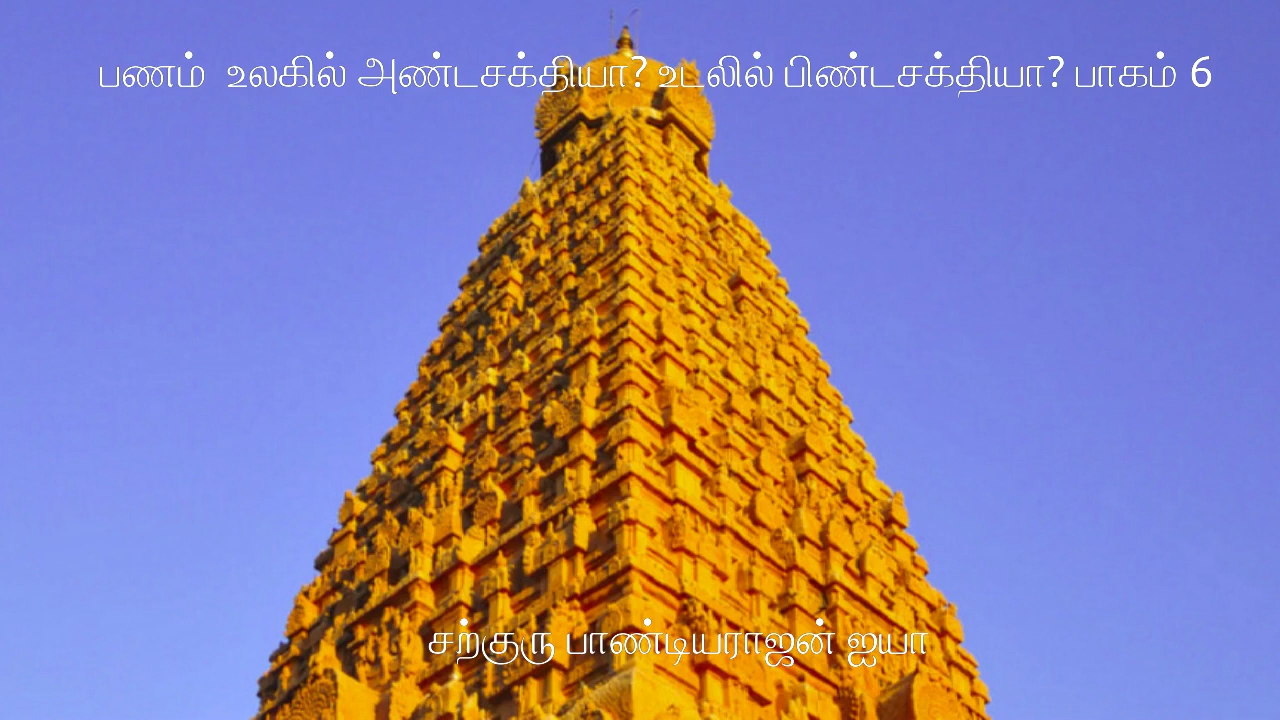 பணம் உலகில் அண்டசக்தியா? உடலில் பிண்டசக்தியா? பாகம் 6
சற்குரு பாண்டியராஜன் ஐயா